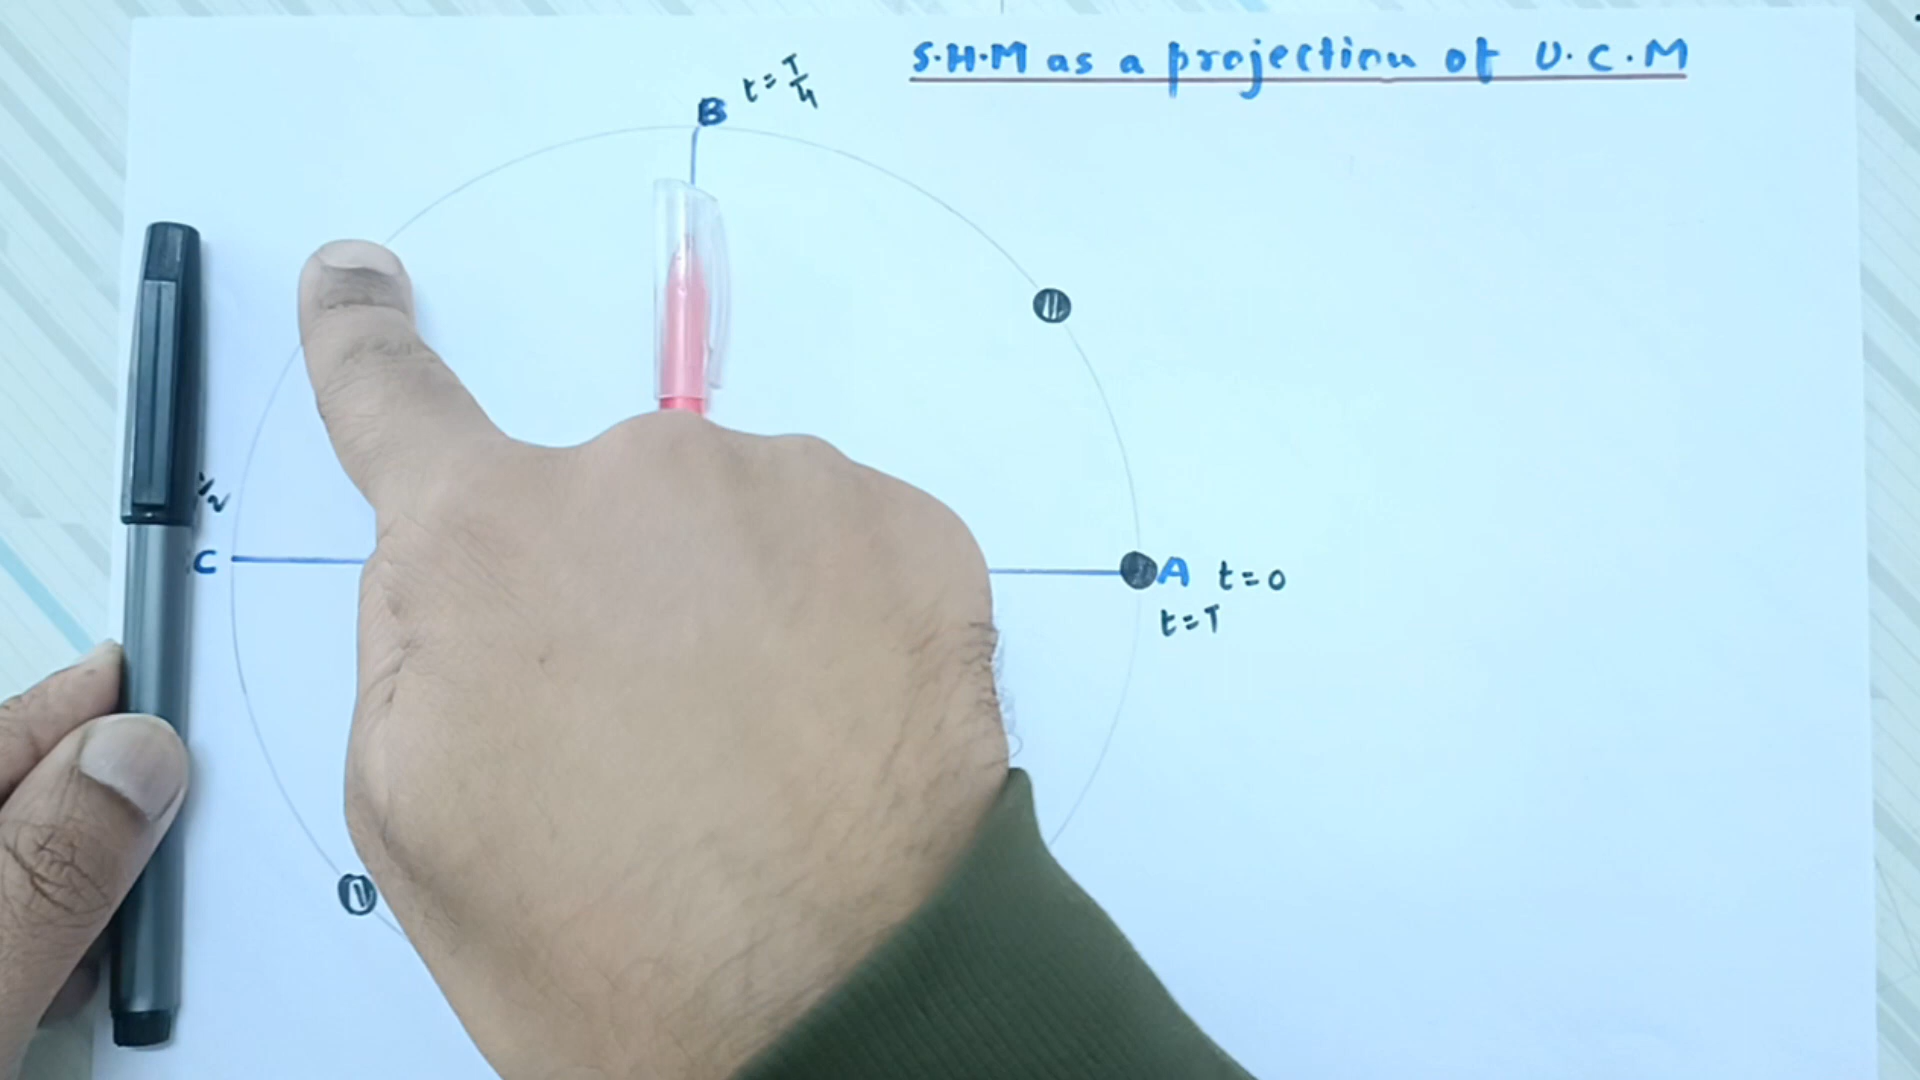 S.H.M as a projection of U.C.M
B t = T/4
C
A t = 0
t = T